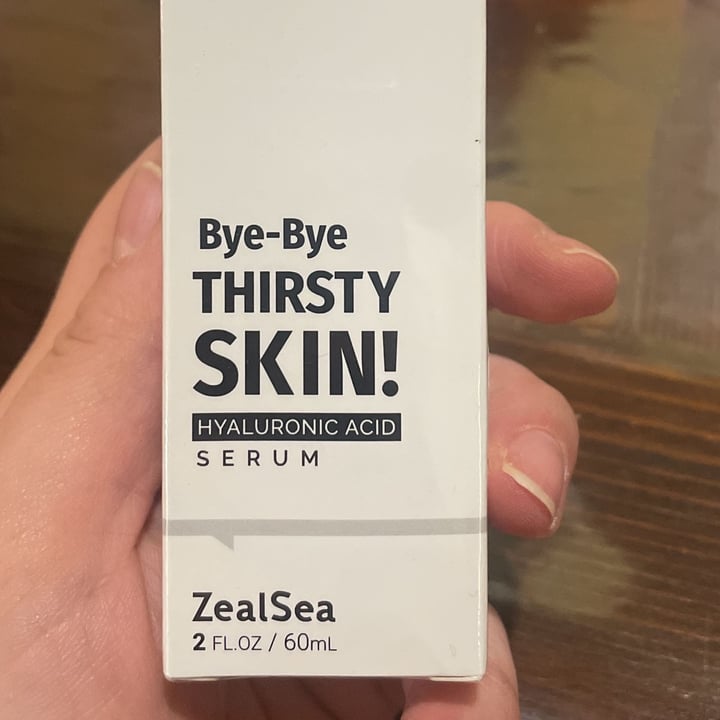 Bye-Bye
THIRSTY
SKIN!
HYALURONIC ACID
SERUM
ZealSea
2 FL.OZ / 60mL